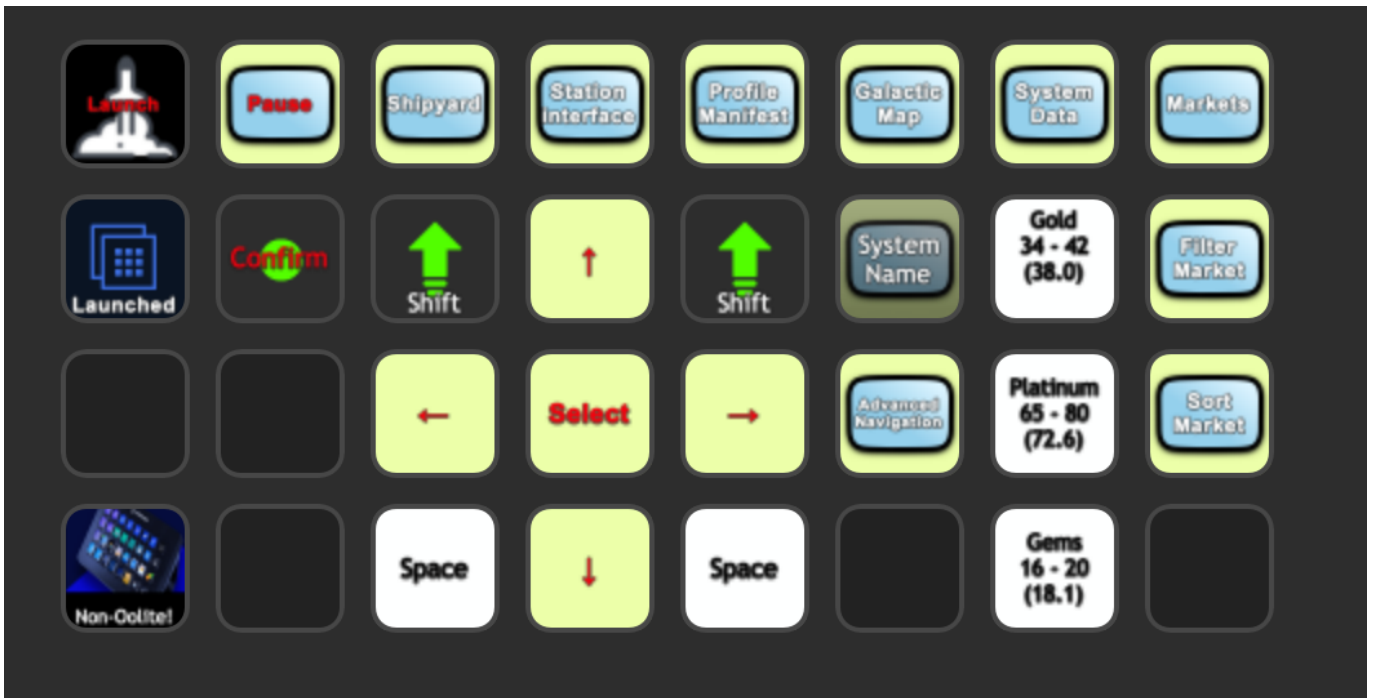 Launch
Pause
Shipyard
Station
Interface
Profile
Manifest
Galactic
Map
System
Data
Markets
Launched
Confirm
Shift
↑
Shift
System
Name
Gold
34 - 42
(38.0)
Filter
Market
←
Select
→
Advanced
Navigation
Platinum
65 - 80
(72.6)
Sort
Market
Non-Oolite!
Space
↓
Space
Gems
16 - 20
(18.1)